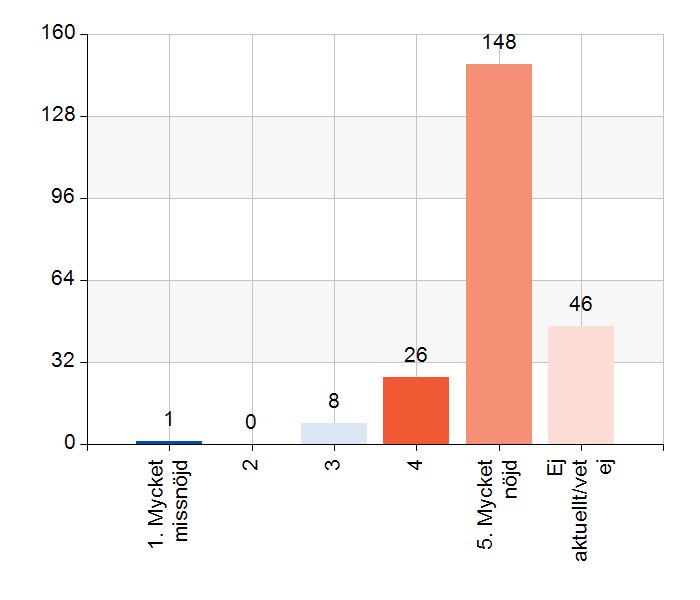 160
128
96
64
32
0
1
0
8
26
148
46
1. Mycket
missnöjd
2
3
4
5. Mycket
nöjd
Ej
aktuellt/vet
ej